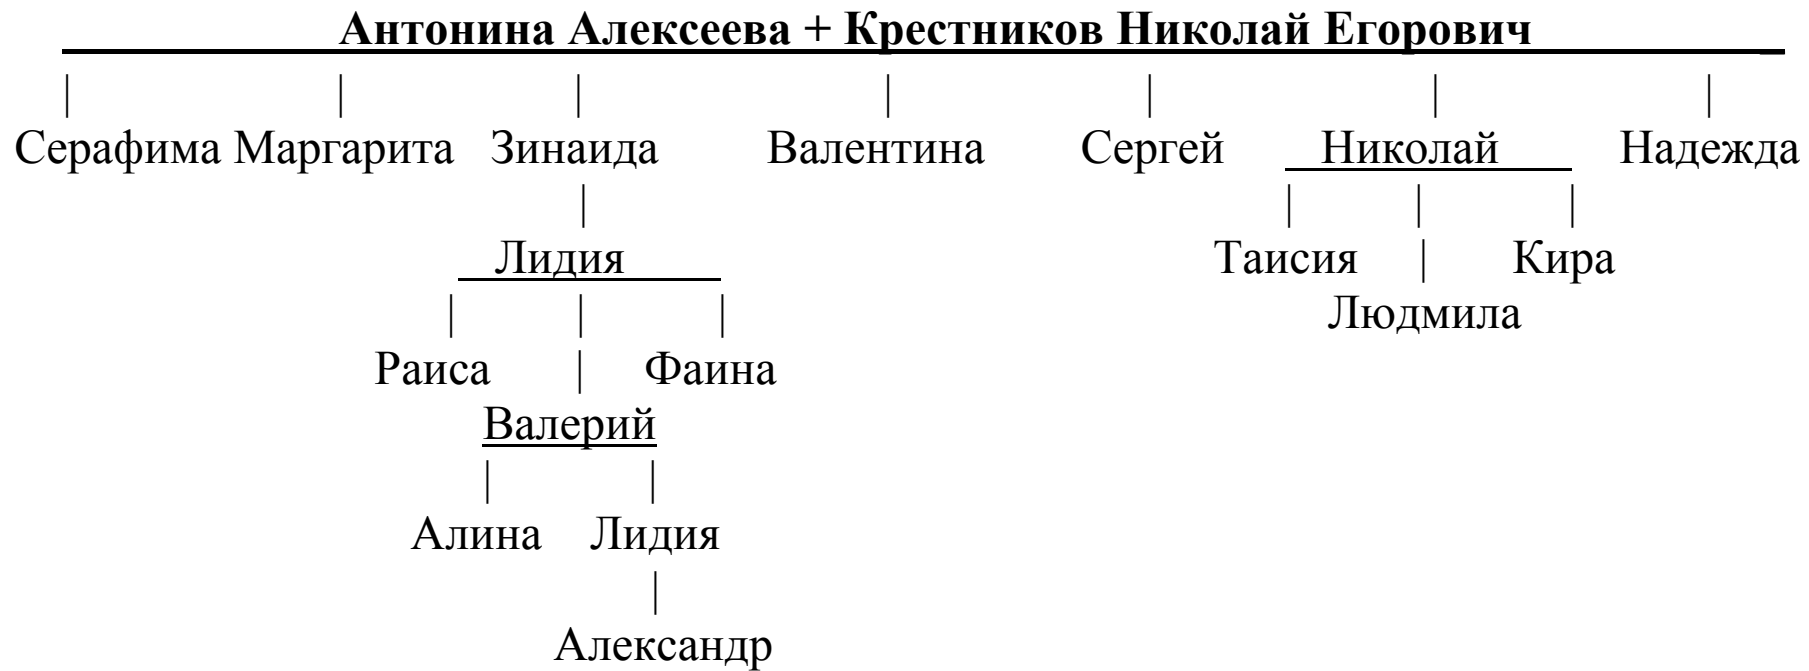 Антонина Алексеева + Крестников Николай Егорович
| | | | | | |
Серафима Маргарита Зинаида Валентина Сергей Николай Надежда
| | | |
Лидия Таисия | Кира
| | | Людмила
Раиса | Фаина
Валерий
| |
Алина Лидия
|
Александр